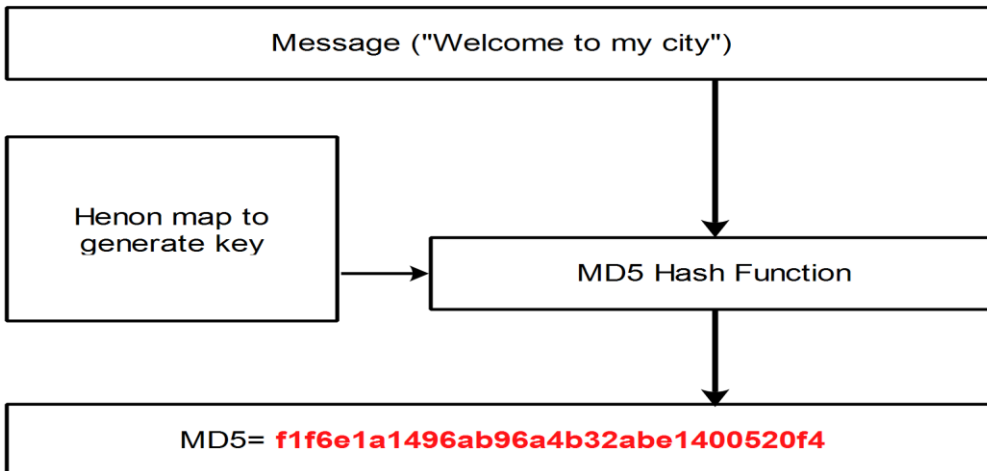 Message ("Welcome to my city")
Henon map to
generate key
MD5 Hash Function
MD5= f1f6e1a1496ab96a4b32abe1400520f4